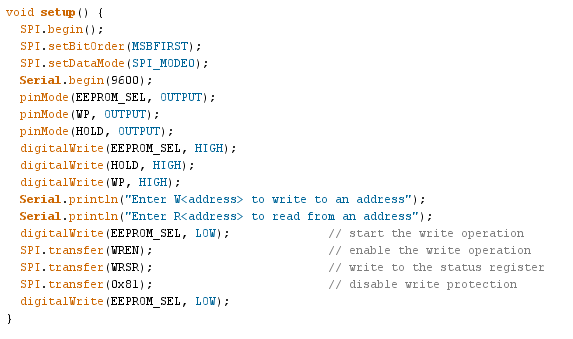 void setup() {
  SPI.begin();
  SPI.setBitOrder(MSBFIRST);
  SPI.setDataMode(SPI_MODE0);
  Serial.begin(9600);
  pinMode(EEPROM_SEL, OUTPUT);
  pinMode(WP, OUTPUT);
  pinMode(HOLD, OUTPUT);
  digitalWrite(EEPROM_SEL, HIGH);
  digitalWrite(HOLD, HIGH);
  digitalWrite(WP, HIGH);
  Serial.println("Enter W<address> to write to an address");
  Serial.println("Enter R<address> to read from an address");
  digitalWrite(EEPROM_SEL, LOW);              // start the write operation
  SPI.transfer(WREN);                         // enable the write operation
  SPI.transfer(WRSR);                         // write to the status register
  SPI.transfer(0x81);                         // disable write protection
  digitalWrite(EEPROM_SEL, LOW);
}